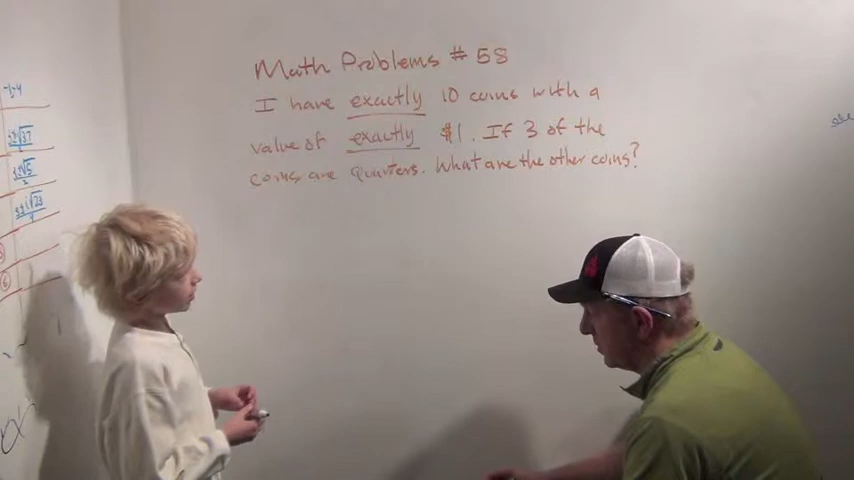 Math Problems # 58
I have exactly 10 coins with a
value of exactly $1. If 3 of the
coins are quarters. What are the other coins?